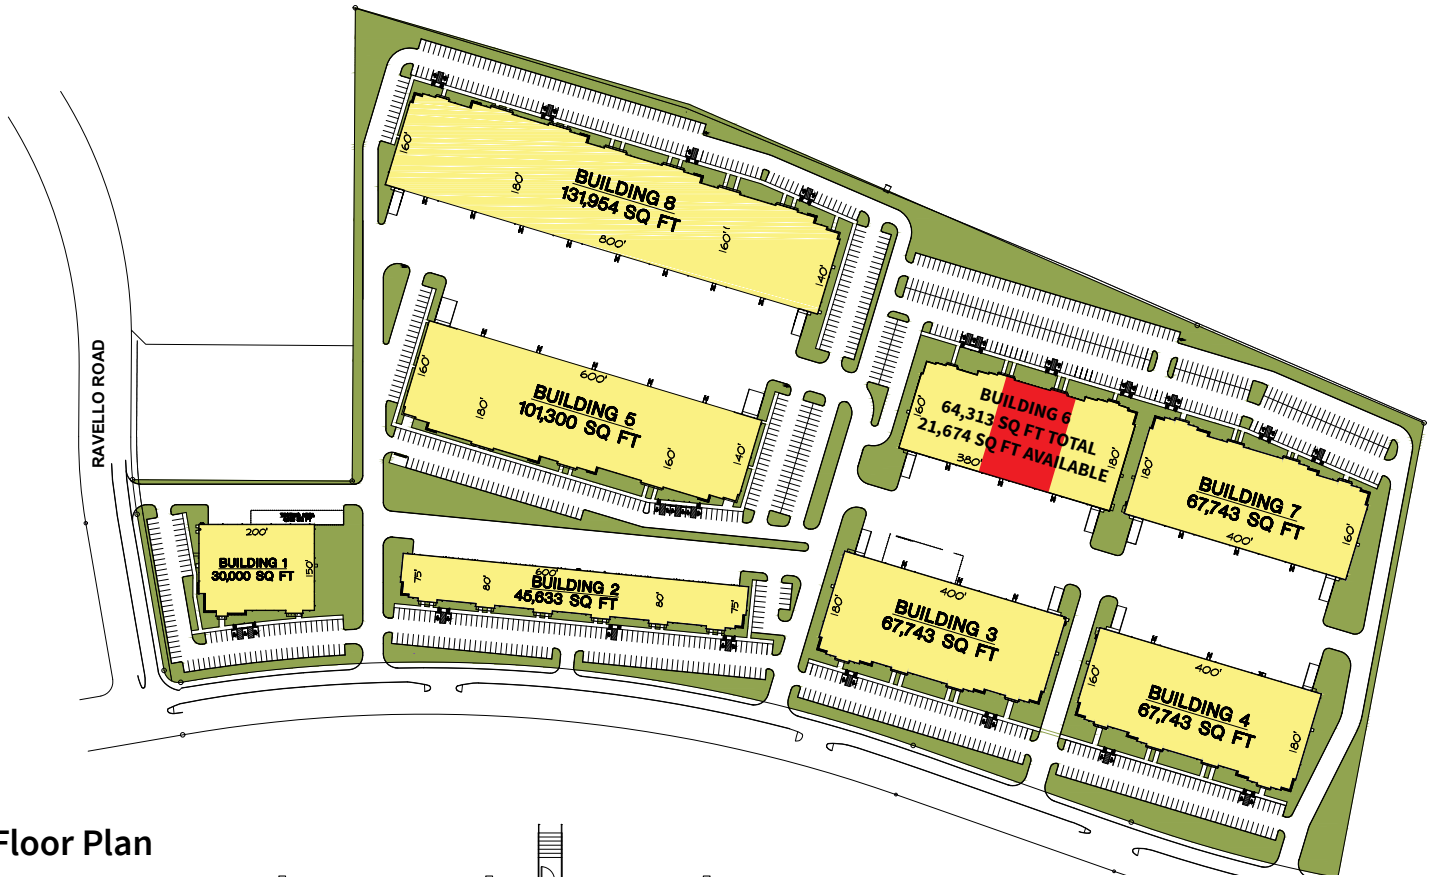 160'
180'
BUILDING 8
131,954 SQ FT
800'
160'
140'
RAVELLO ROAD
160'
180'
600'
BUILDING 5
101,300 SQ FT
160'
140'
160'
BUILDING 6
64,313 SQ FT TOTAL
21,674 SQ FT AVAILABLE
380'
180'
180'
BUILDING 7
67,743 SQ FT
400'
160'
200'
BUILDING 1
30,000 SQ FT
150'
75'
80'
600'
BUILDING 2
45,633 SQ FT
80'
75'
180'
400'
BUILDING 3
67,743 SQ FT
160'
160'
400'
BUILDING 4
67,743 SQ FT
180'
Floor Plan